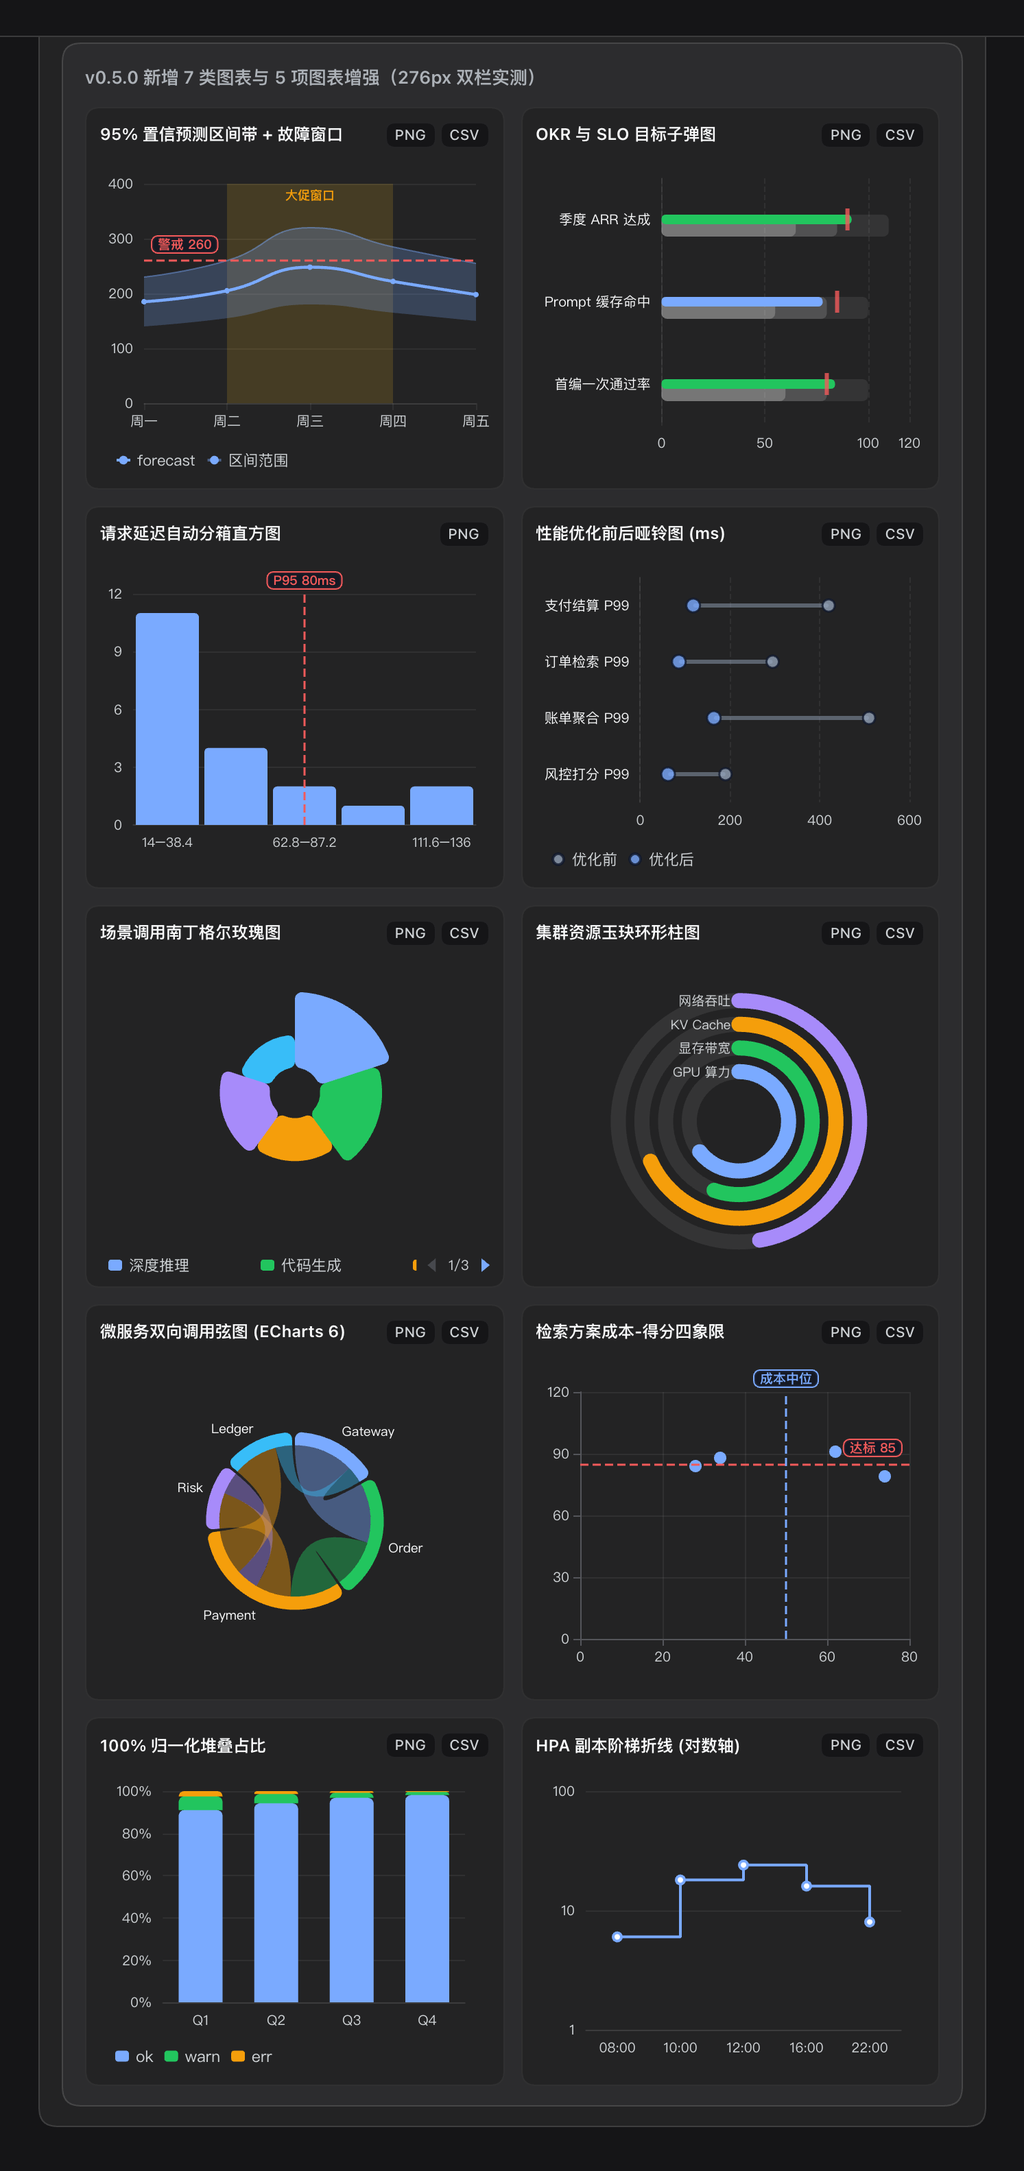 v0.5.0 新增 7 类图表与 5 项图表增强（276px 双栏实测）
95% 置信预测区间带 + 故障窗口
PNG CSV
400
300
200
100
0
大促窗口
警戒 260
周一 周二 周三 周四 周五
forecast 区间范围
OKR 与 SLO 目标子弹图
PNG CSV
季度 ARR 达成
Prompt 缓存命中
首编一次通过率
0 50 100 120
请求延迟自动分箱直方图
PNG
P95 80ms
12
9
6
3
0
14—38.4 62.8—87.2 111.6—136
性能优化前后哑铃图 (ms)
PNG CSV
支付结算 P99
订单检索 P99
账单聚合 P99
风控打分 P99
0 200 400 600
优化前 优化后
场景调用南丁格尔玫瑰图
PNG CSV
深度推理 代码生成 1/3
集群资源玉玦环形柱图
PNG CSV
网络吞吐
KV Cache
显存带宽
GPU 算力
微服务双向调用弦图 (ECharts 6)
PNG CSV
Ledger
Gateway
Risk
Order
Payment
检索方案成本-得分四象限
PNG CSV
成本中位
120
90
60
30
0
达标 85
0 20 40 60 80
100% 归一化堆叠占比
PNG CSV
100%
80%
60%
40%
20%
0%
Q1 Q2 Q3 Q4
ok warn err
HPA 副本阶梯折线 (对数轴)
PNG CSV
100
10
1
08:00 10:00 12:00 16:00 22:00